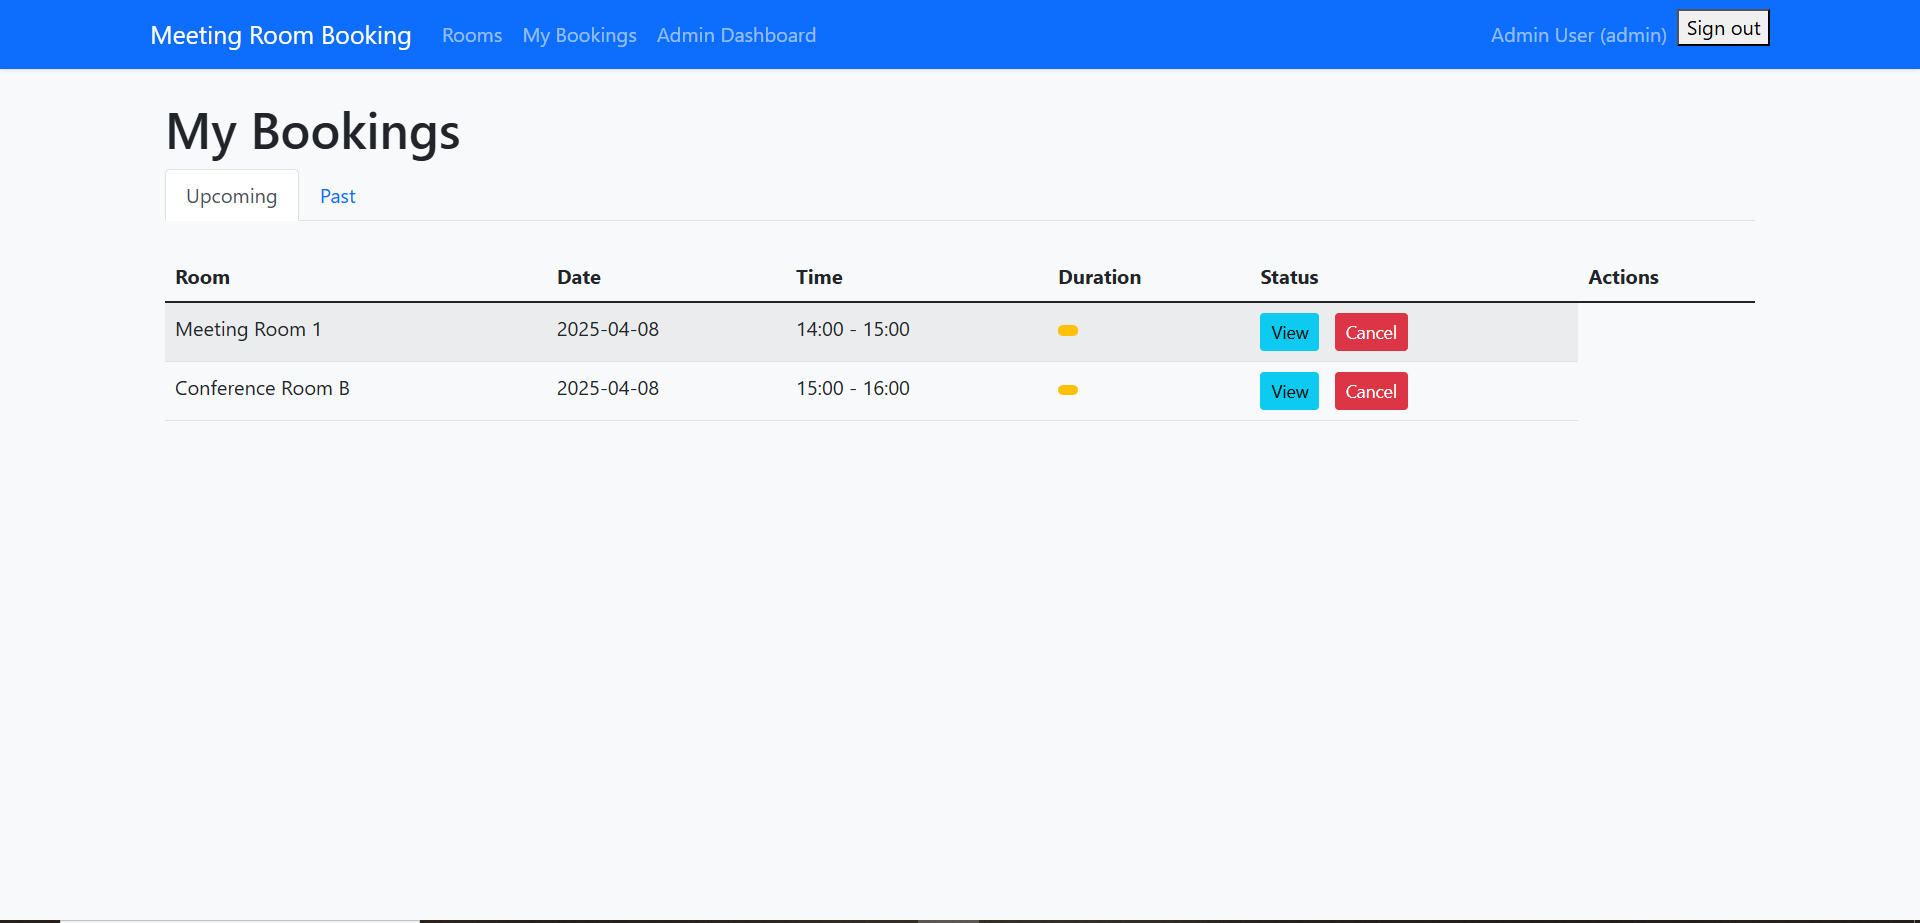 Meeting Room Booking Rooms My Bookings Admin Dashboard Admin User (admin) Sign out
My Bookings
Upcoming Past
Room Date Time Duration Status Actions
Meeting Room 1 2025-04-08 14:00 - 15:00 View Cancel
Conference Room B 2025-04-08 15:00 - 16:00 View Cancel